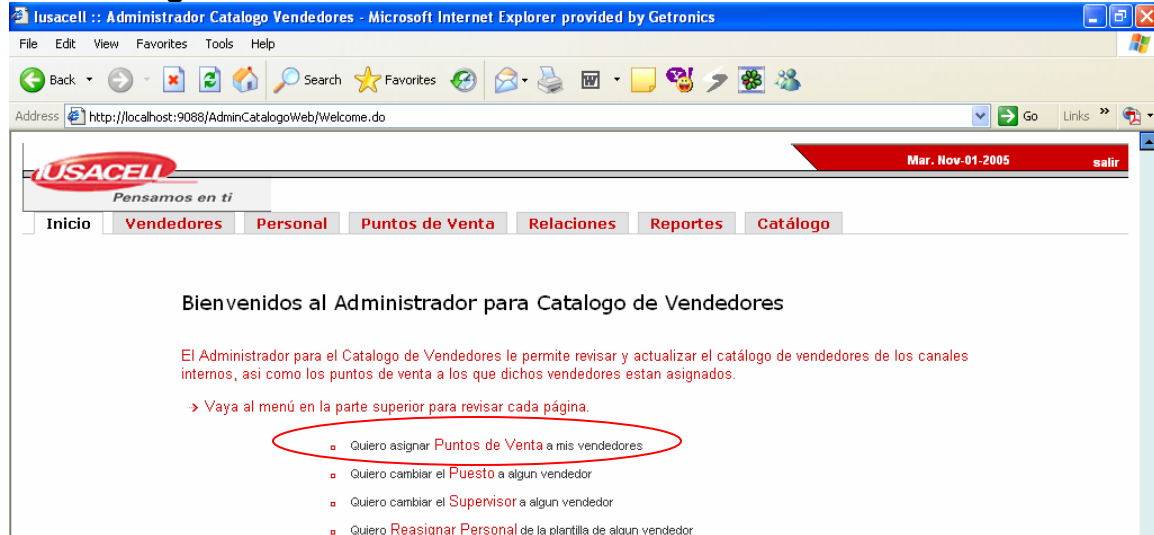 Iusacell :: Administrador Catalogo Vendedores - Microsoft Internet Explorer provided by Getronics
File Edit View Favorites Tools Help
Back Search Favorites
Address http://localhost:9088/AdminCatalogoWeb/Welcome.do Go Links »
Mar. Nov-01-2005 salir
iUSACELL
Pensamos en ti
Inicio Vendedores Personal Puntos de Venta Relaciones Reportes Catálogo
Bienvenidos al Administrador para Catalogo de Vendedores
El Administrador para el Catalogo de Vendedores le permite revisar y actualizar el catálogo de vendedores de los canales
internos, asi como los puntos de venta a los que dichos vendedores estan asignados.
Vaya al menú en la parte superior para revisar cada página.
Quiero asignar Puntos de Venta a mis vendedores
Quiero cambiar el Puesto a algun vendedor
Quiero cambiar el Supervisor a algun vendedor
Quiero Reasignar Personal de la plantilla de algun vendedor